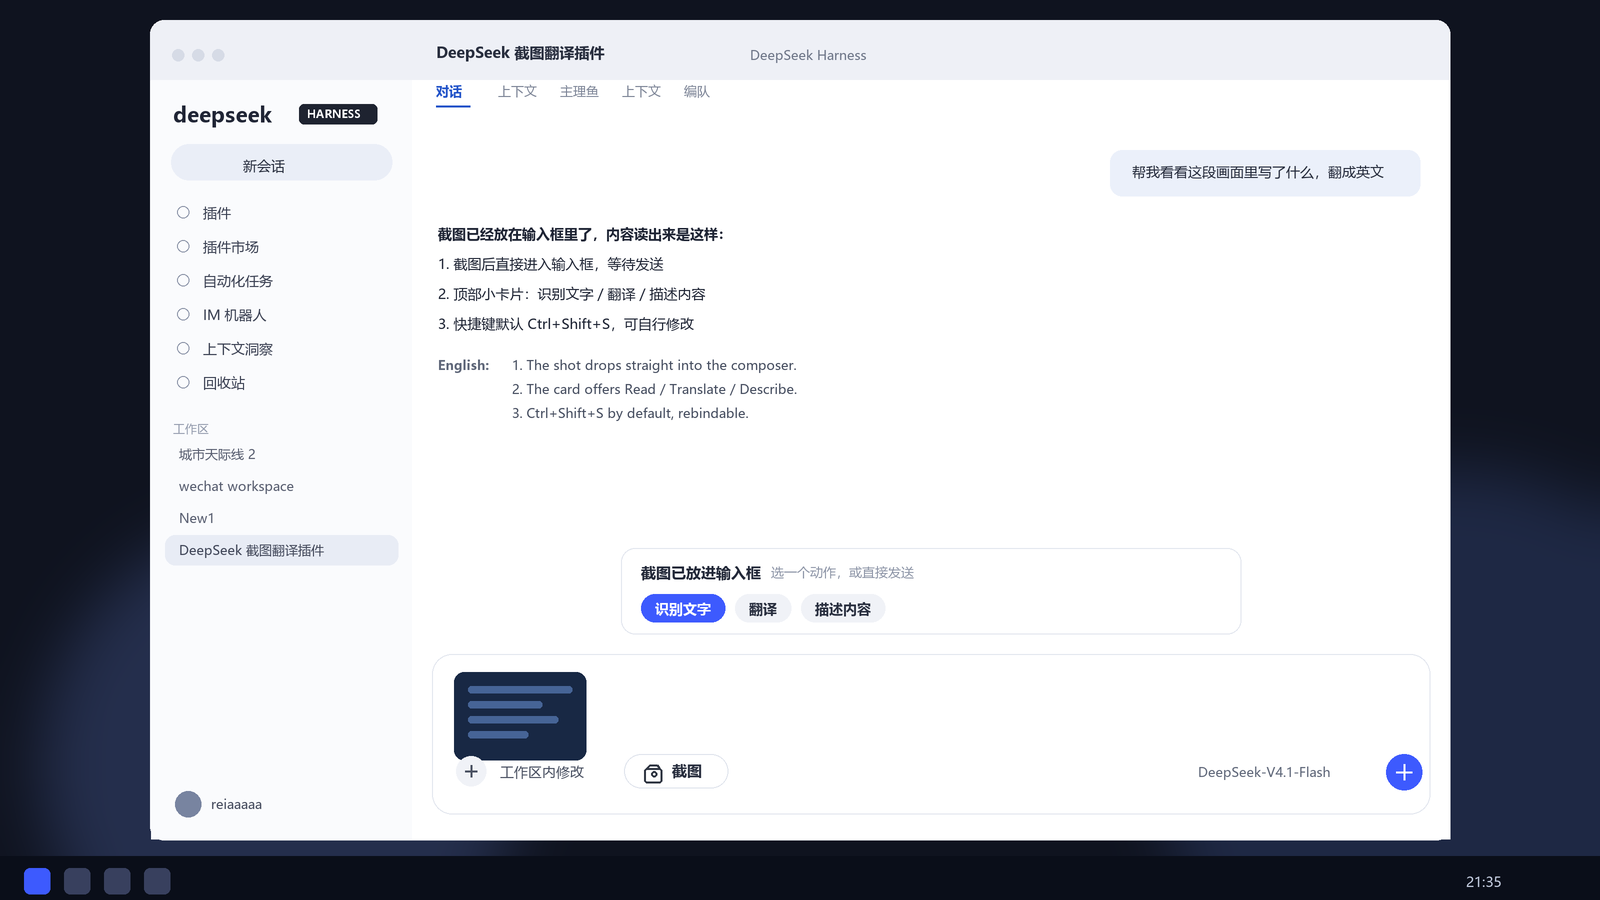 DeepSeek 截图翻译插件
DeepSeek Harness
deepseek HARNESS
新会话
插件
插件市场
自动化任务
IM 机器人
上下文洞察
回收站
工作区
城市天际线 2
wechat workspace
New1
DeepSeek 截图翻译插件
reiaaaaa
对话 上下文 主理鱼 上下文 编队
帮我看看这段画面里写了什么，翻成英文
截图已经放在输入框里了，内容读出来是这样：
1. 截图后直接进入输入框，等待发送
2. 顶部小卡片：识别文字 / 翻译 / 描述内容
3. 快捷键默认 Ctrl+Shift+S，可自行修改
English: 1. The shot drops straight into the composer.
2. The card offers Read / Translate / Describe.
3. Ctrl+Shift+S by default, rebindable.
截图已放进输入框 选一个动作，或直接发送
识别文字 翻译 描述内容
工作区内修改 截图 DeepSeek-V4.1-Flash
21:35